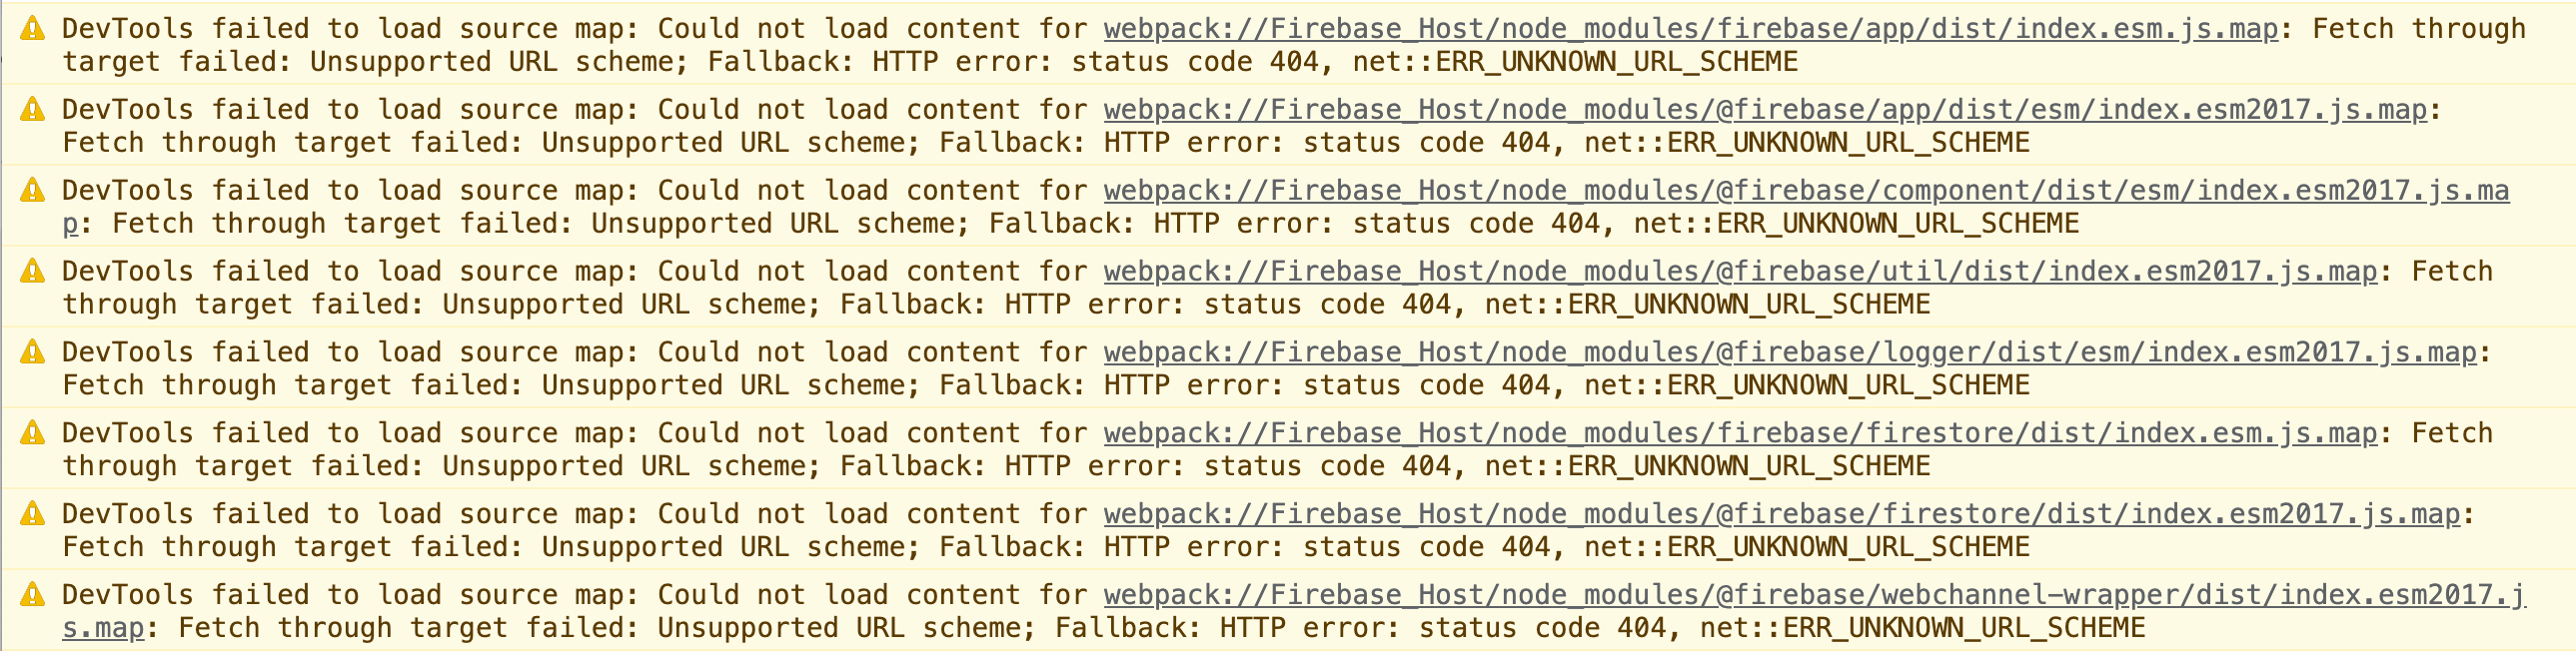 DevTools failed to load source map: Could not load content for webpack://Firebase_Host/node_modules/firebase/app/dist/index.esm.js.map: Fetch through
target failed: Unsupported URL scheme; Fallback: HTTP error: status code 404, net::ERR_UNKNOWN_URL_SCHEME
DevTools failed to load source map: Could not load content for webpack://Firebase_Host/node_modules/@firebase/app/dist/esm/index.esm2017.js.map:
Fetch through target failed: Unsupported URL scheme; Fallback: HTTP error: status code 404, net::ERR_UNKNOWN_URL_SCHEME
DevTools failed to load source map: Could not load content for webpack://Firebase_Host/node_modules/@firebase/component/dist/esm/index.esm2017.js.ma
p: Fetch through target failed: Unsupported URL scheme; Fallback: HTTP error: status code 404, net::ERR_UNKNOWN_URL_SCHEME
DevTools failed to load source map: Could not load content for webpack://Firebase_Host/node_modules/@firebase/util/dist/index.esm2017.js.map: Fetch
through target failed: Unsupported URL scheme; Fallback: HTTP error: status code 404, net::ERR_UNKNOWN_URL_SCHEME
DevTools failed to load source map: Could not load content for webpack://Firebase_Host/node_modules/@firebase/logger/dist/esm/index.esm2017.js.map:
Fetch through target failed: Unsupported URL scheme; Fallback: HTTP error: status code 404, net::ERR_UNKNOWN_URL_SCHEME
DevTools failed to load source map: Could not load content for webpack://Firebase_Host/node_modules/firebase/firestore/dist/index.esm.js.map: Fetch
through target failed: Unsupported URL scheme; Fallback: HTTP error: status code 404, net::ERR_UNKNOWN_URL_SCHEME
DevTools failed to load source map: Could not load content for webpack://Firebase_Host/node_modules/@firebase/firestore/dist/index.esm2017.js.map:
Fetch through target failed: Unsupported URL scheme; Fallback: HTTP error: status code 404, net::ERR_UNKNOWN_URL_SCHEME
DevTools failed to load source map: Could not load content for webpack://Firebase_Host/node_modules/@firebase/webchannel-wrapper/dist/index.esm2017.j
s.map: Fetch through target failed: Unsupported URL scheme; Fallback: HTTP error: status code 404, net::ERR_UNKNOWN_URL_SCHEME